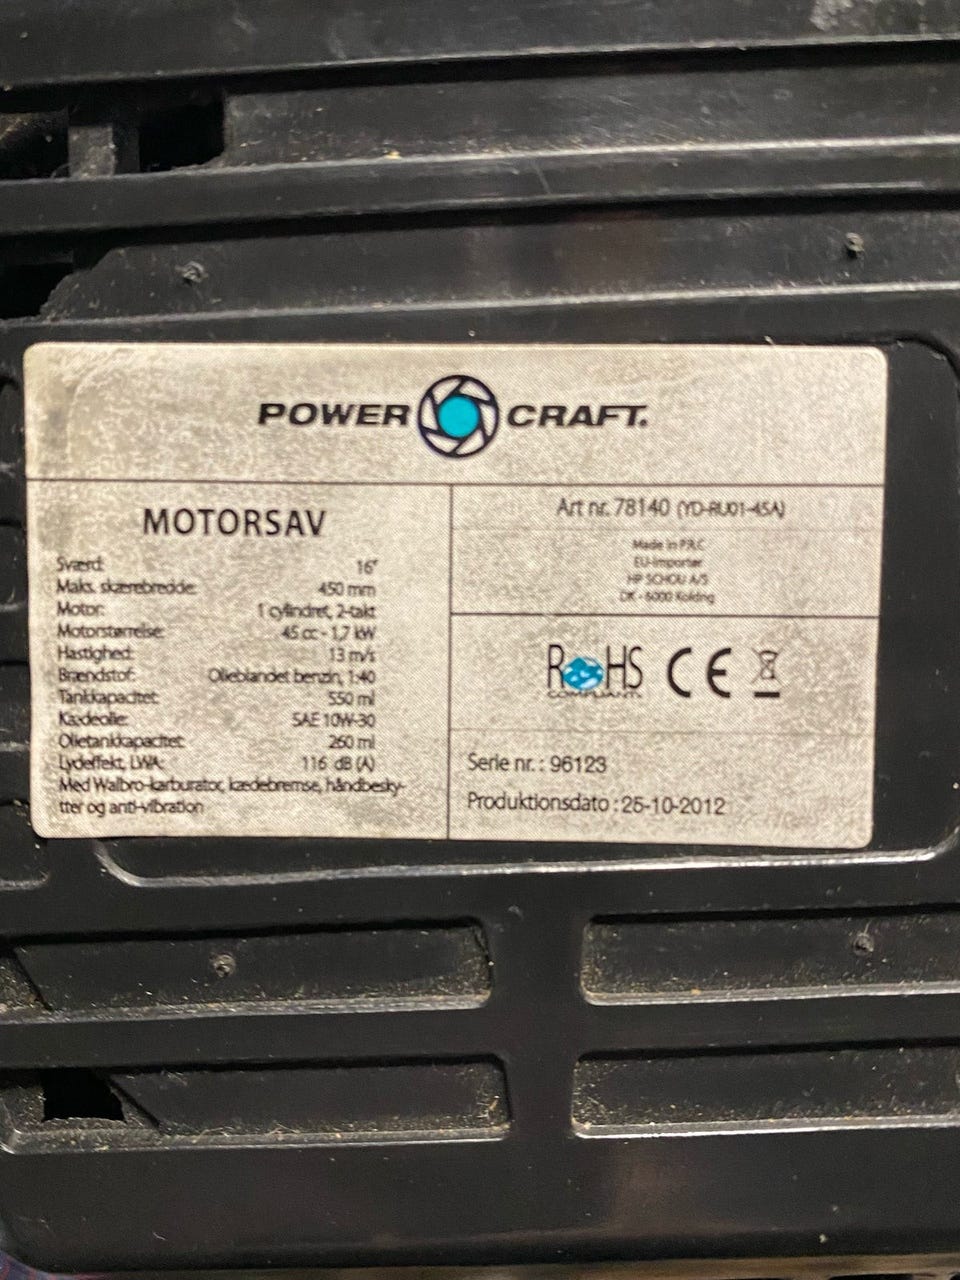 POWER CRAFT.
MOTORSAV
Sværd: 16"
Maks. skærebredde: 450 mm
Motor: 1 cylindret, 2-takt
Motorstørrelse: 45 cc - 1,7 kW
Hastighed: 13 m/s
Brændstof: Olieblandet benzin, 1:40
Tankkapacitet: 550 ml
Kædeolie: SAE 10W-30
Olietankkapacitet: 260 ml
Lydeffekt, LWA: 116 dB (A)
Med Walbro-karburator, kædebremse, håndbesky-
tter og anti-vibration
Art nr. 78140 (YD-RU01-45A)
Made in P.R.C
EU-Importør
HP SCHOU A/S
DK - 6000 Kolding
RoHS CE
COMPLIANT
Serie nr. : 96123
Produktionsdato : 25-10-2012